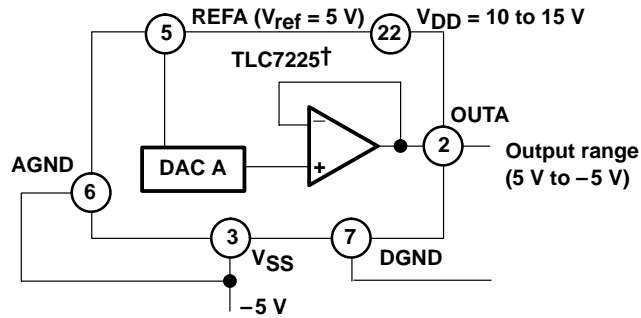 5
REFA (Vref = 5 V)
22
VDD = 10 to 15 V
TLC7225†
−
+
OUTA
2
Output range
(5 V to −5 V)
DAC A
AGND
6
3
VSS
7
DGND
−5 V